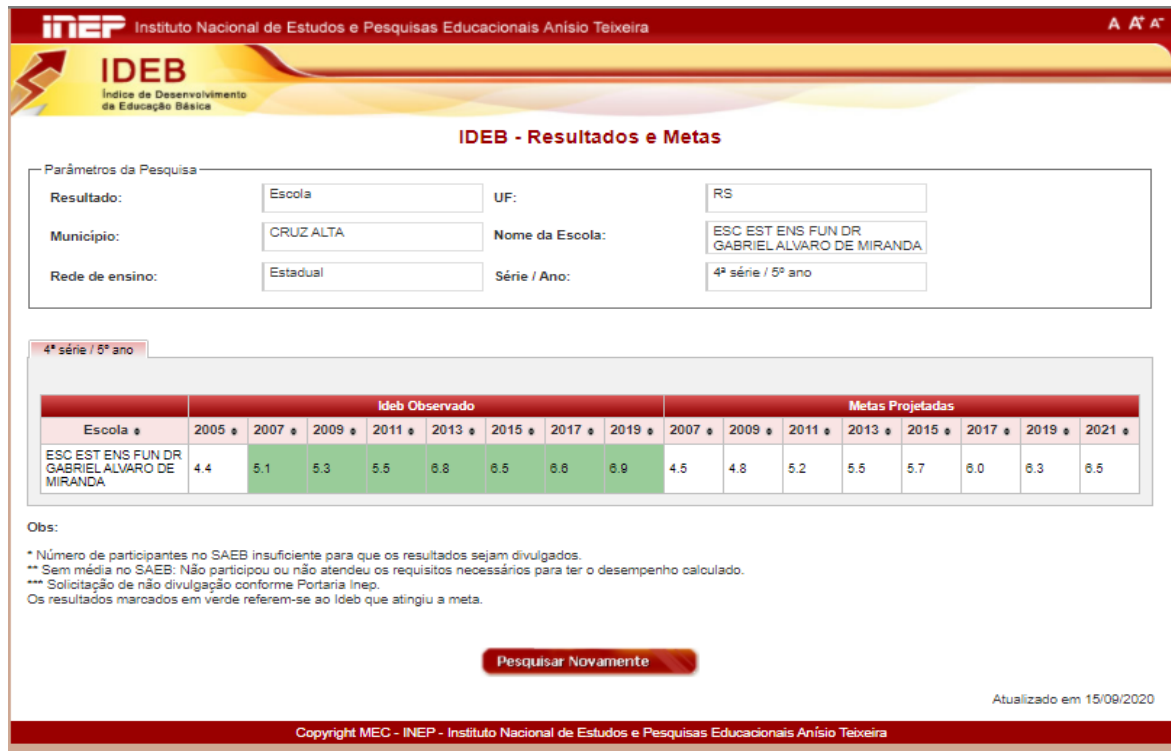 inep Instituto Nacional de Estudos e Pesquisas Educacionais Anísio Teixeira A A+ A-
IDEB
Índice de Desenvolvimento
da Educação Básica
IDEB - Resultados e Metas
Parâmetros da Pesquisa
Resultado: Escola UF: RS
Município: CRUZ ALTA Nome da Escola: ESC EST ENS FUN DR
GABRIEL ALVARO DE MIRANDA
Rede de ensino: Estadual Série / Ano: 4ª série / 5º ano
4ª série / 5º ano
Ideb Observado Metas Projetadas
Escola 2005 2007 2009 2011 2013 2015 2017 2019 2007 2009 2011 2013 2015 2017 2019 2021
ESC EST ENS FUN DR
GABRIEL ALVARO DE 4.4 5.1 5.3 5.5 6.8 6.5 6.6 6.9 4.5 4.8 5.2 5.5 5.7 6.0 6.3 6.5
MIRANDA
Obs:
* Número de participantes no SAEB insuficiente para que os resultados sejam divulgados.
** Sem média no SAEB: Não participou ou não atendeu os requisitos necessários para ter o desempenho calculado.
*** Solicitação de não divulgação conforme Portaria Inep.
Os resultados marcados em verde referem-se ao Ideb que atingiu a meta.
Pesquisar Novamente
Atualizado em 15/09/2020
Copyright MEC - INEP - Instituto Nacional de Estudos e Pesquisas Educacionais Anísio Teixeira